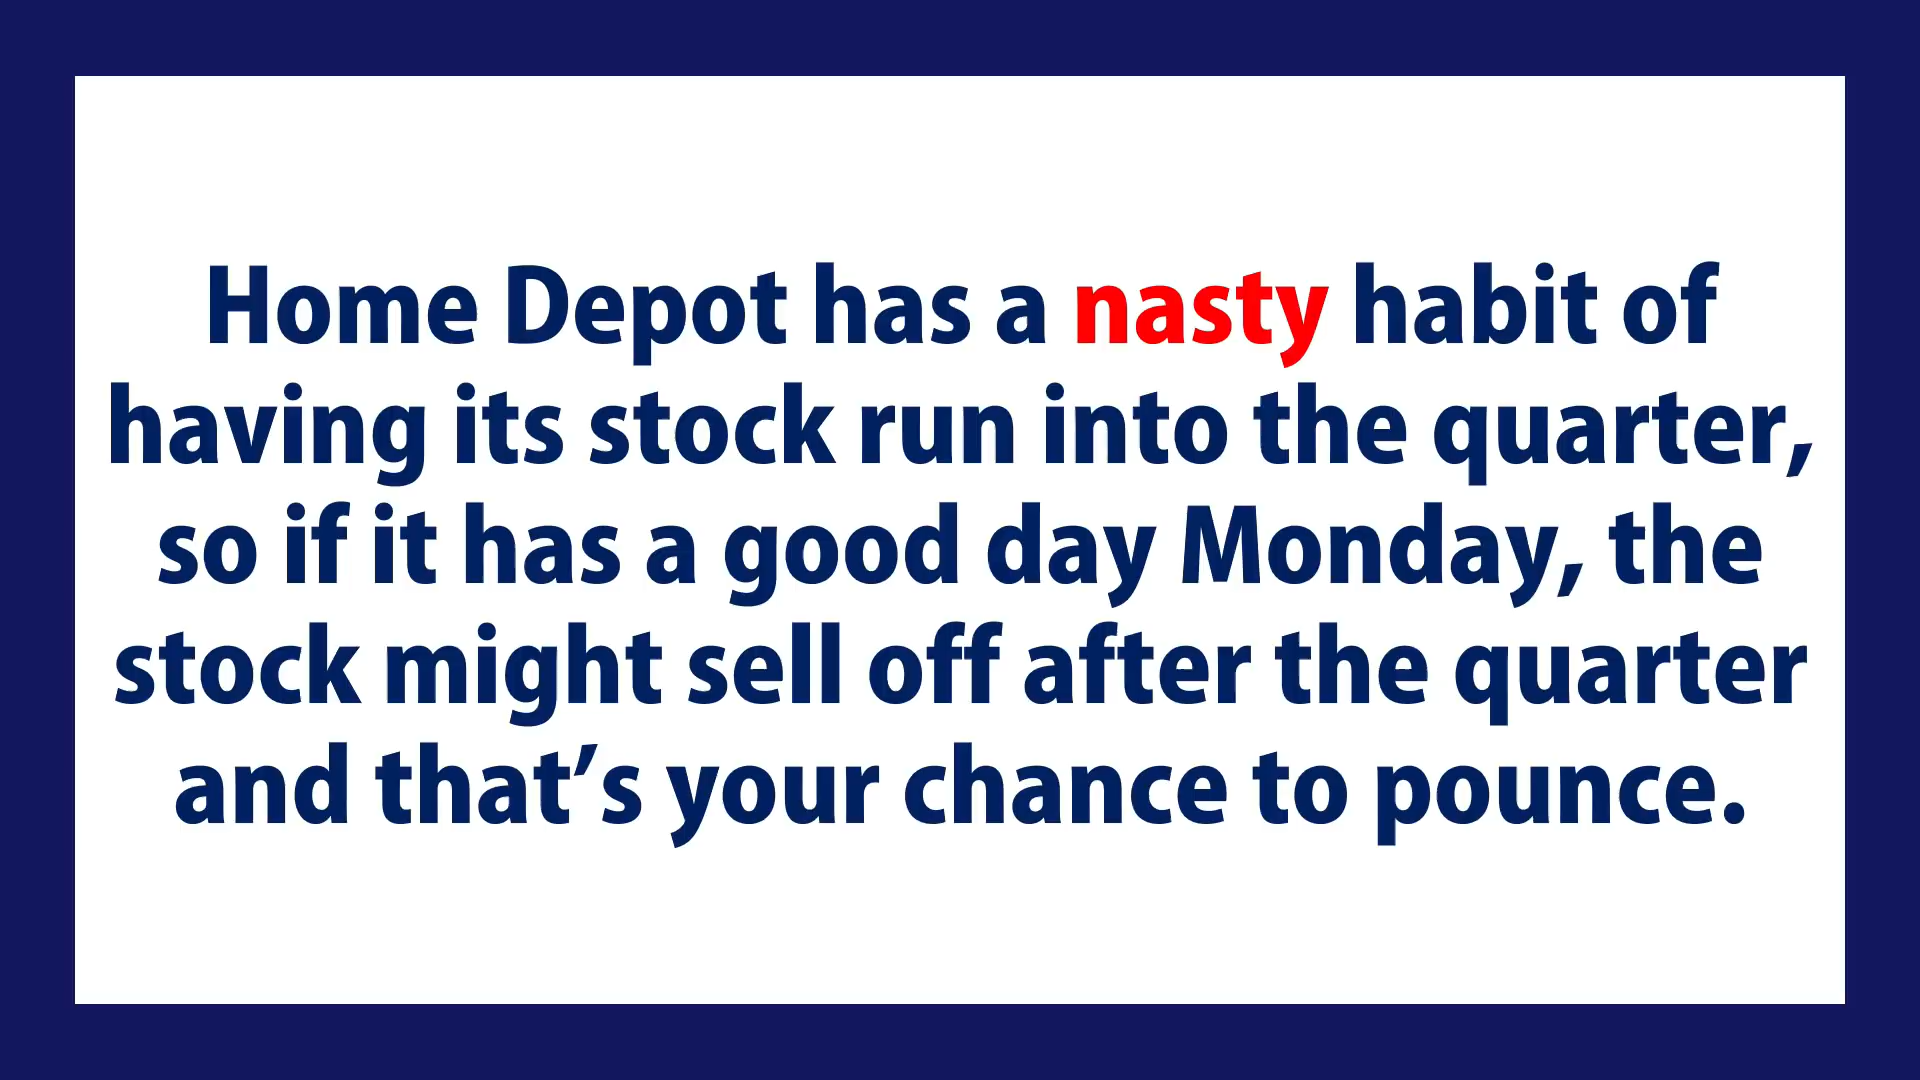 Home Depot has a nasty habit of
having its stock run into the quarter,
so if it has a good day Monday, the
stock might sell off after the quarter
and that’s your chance to pounce.